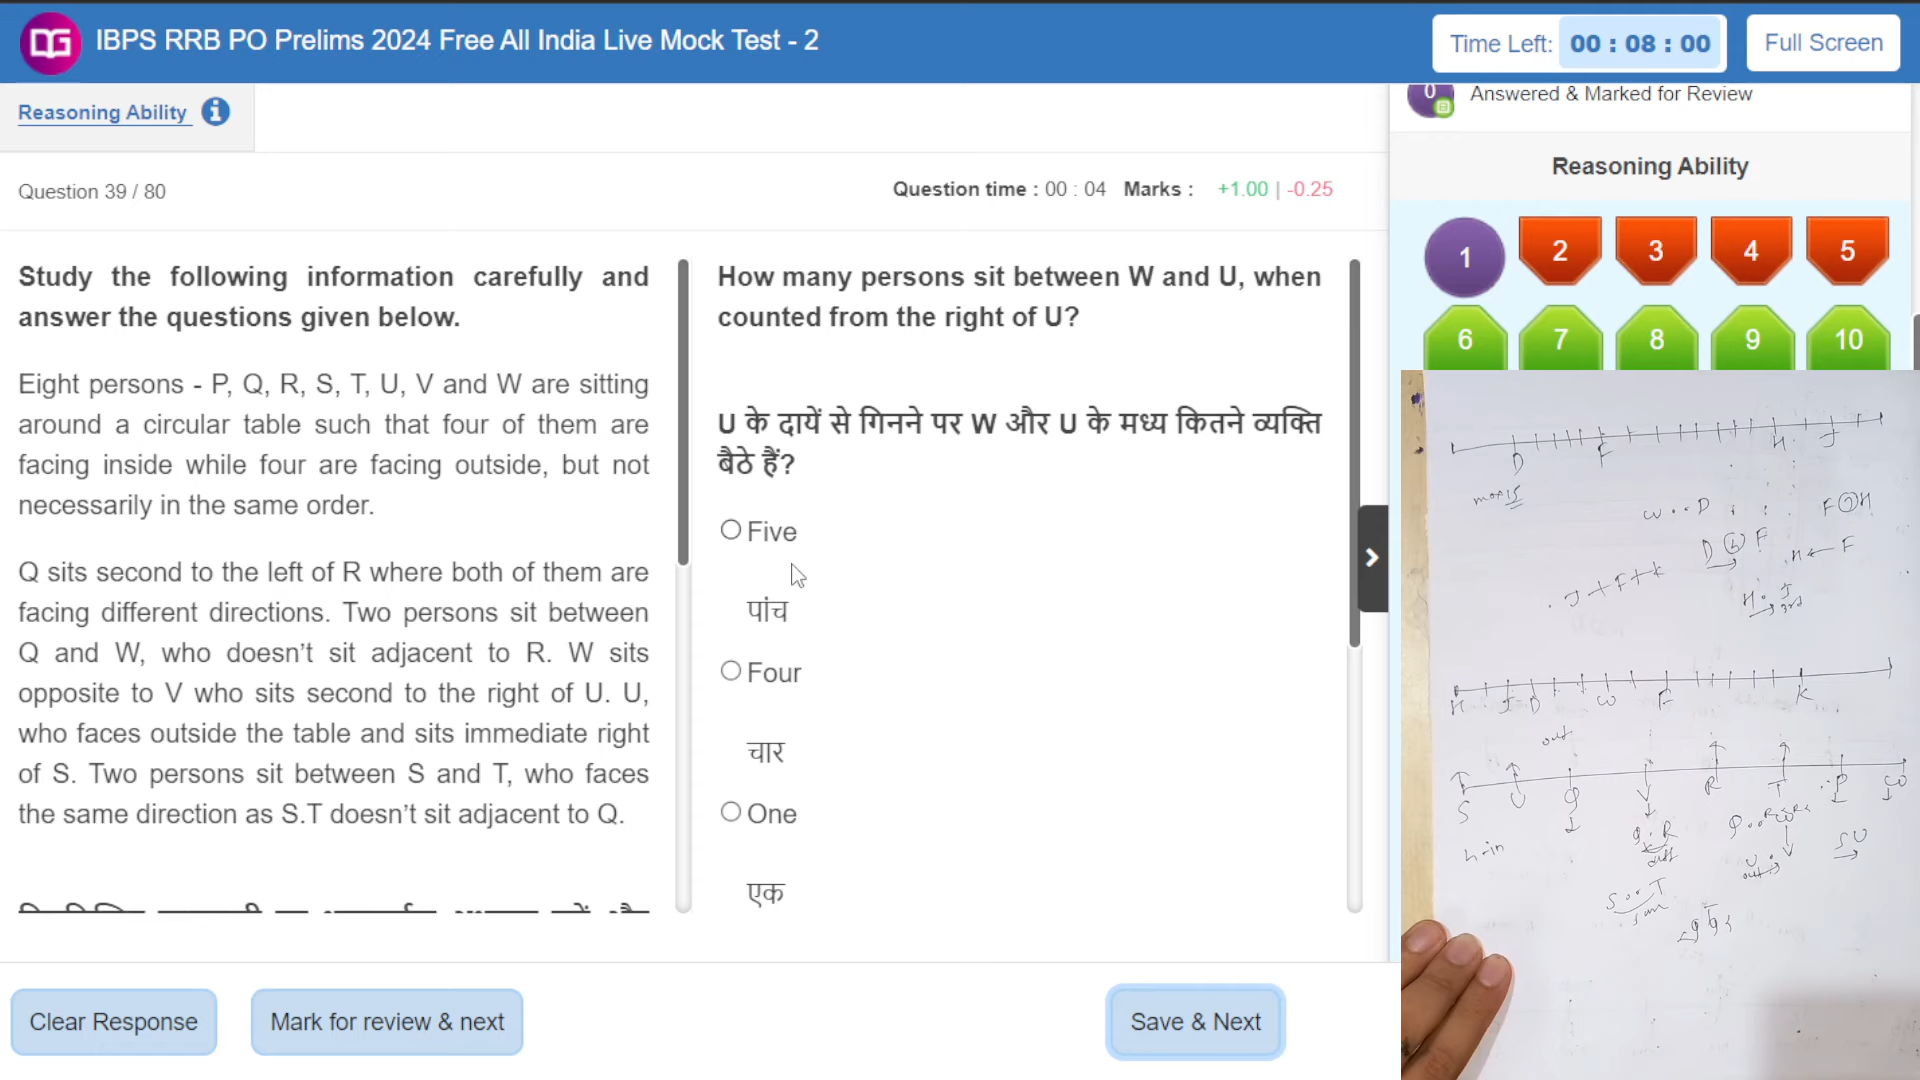 IBPS RRB PO Prelims 2024 Free All India Live Mock Test - 2
Time Left: 00 : 08 : 00
Full Screen
Reasoning Ability
Question 39 / 80
Question time : 00 : 04 Marks : +1.00 | -0.25
Study the following information carefully and
answer the questions given below.
Eight persons - P, Q, R, S, T, U, V and W are sitting
around a circular table such that four of them are
facing inside while four are facing outside, but not
necessarily in the same order.
Q sits second to the left of R where both of them are
facing different directions. Two persons sit between
Q and W, who doesn’t sit adjacent to R. W sits
opposite to V who sits second to the right of U. U,
who faces outside the table and sits immediate right
of S. Two persons sit between S and T, who faces
the same direction as S.T doesn’t sit adjacent to Q.
How many persons sit between W and U, when
counted from the right of U?
U के दायें से गिनने पर W और U के मध्य कितने व्यक्ति
बैठे हैं?
Five
पांच
Four
चार
One
एक
Clear Response
Mark for review & next
Save & Next
0 Answered & Marked for Review
Reasoning Ability
1 2 3 4 5
6 7 8 9 10
D F H J
W . . D
D 6 F
H ← F
J + F + K
H J D W F K
out
S U Q R T P W
4-in
S U
S o o T